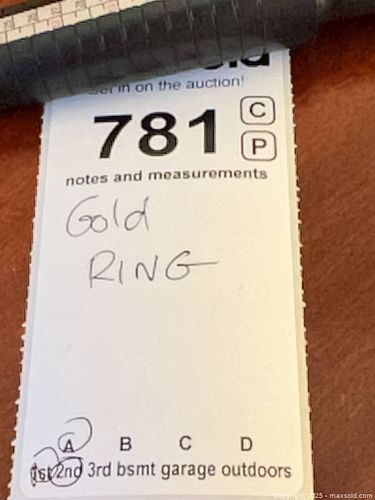 in on the auction!
781 C
P
notes and measurements
Gold
RING
A B C D
1st 2nd 3rd bsmt garage outdoors
Copyright 2025 - maxsold.com